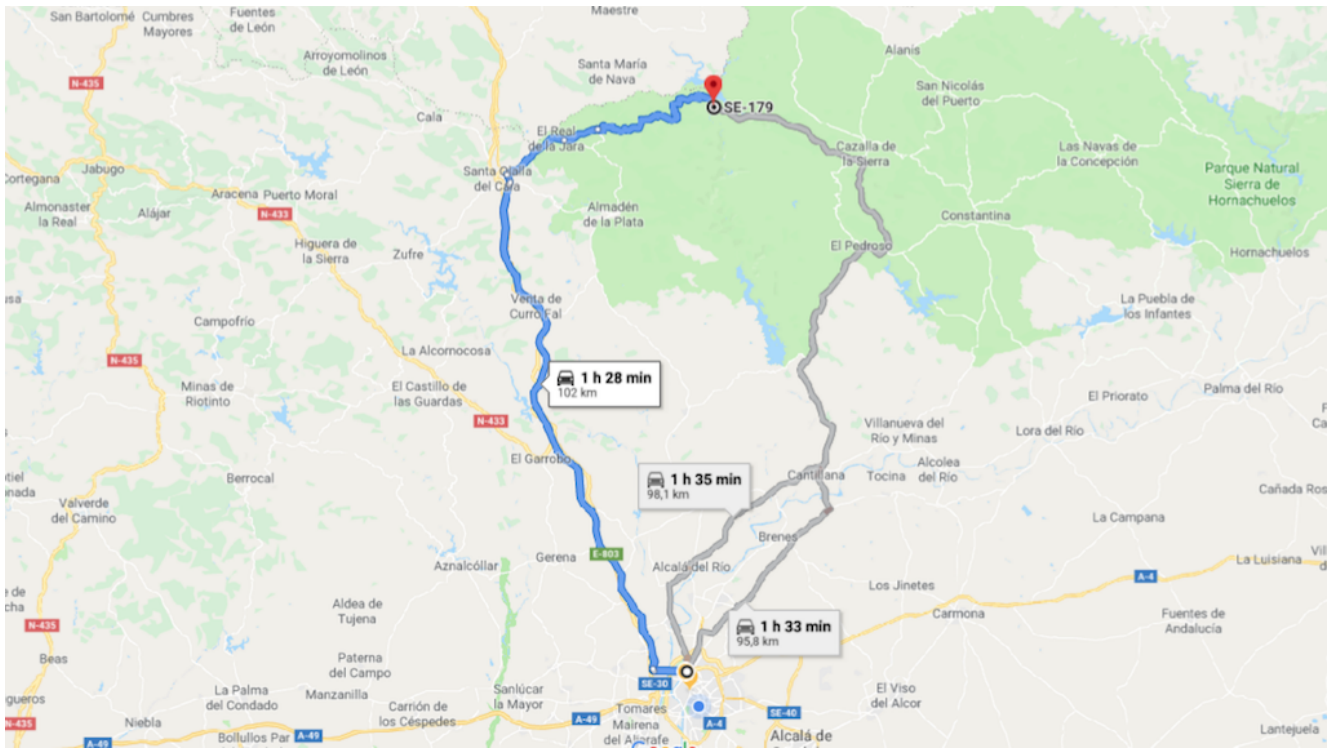 San Bartolomé
Cumbres
Mayores
Fuentes
de León
Maestre
Arroyomolinos
de León
Santa María
de Nava
Alanís
N-435
San Nicolás
del Puerto
SE-179
Cala
El Real
de la Jara
Cazalla de
la Sierra
Las Navas de
la Concepción
Jabugo
Cortegana
Santa Olalla
del Cala
Parque Natural
Sierra de
Hornachuelos
Aracena
Puerto Moral
Almonaster
la Real
Alájar
N-433
Almadén
de la Plata
Constantina
Higuera de
la Sierra
Zufre
El Pedroso
Hornachuelos
usa
Venta de
Curro Fal
La Puebla de
los Infantes
Campofrío
La Alcornocosa
N-435
1 h 28 min
102 km
Minas de
Riotinto
El Castillo de
las Guardas
Palma del Río
El Priorato
N-433
Villanueva del
Río y Minas
Lora del Río
El Garrobo
Berrocal
1 h 35 min
98,1 km
Cantillana
Tocina
Alcolea
del Río
Cañada Ros
Valverde
del Camino
La Campana
Brenes
E-803
Gerena
Aznalcóllar
Alcalá del Río
La Luisiana
A-4
Los Jinetes
Aldea de
Tujena
Carmona
Fuentes de
Andalucía
N-435
1 h 33 min
95,8 km
Beas
Paterna
del Campo
SE-30
El Viso
del Alcor
La Palma
del Condado
Manzanilla
Sanlúcar
la Mayor
Niebla
Carrión de
los Céspedes
A-49
Tomares
Mairena
del Aljarafe
A-4
SE-40
N-435
A-49
Bollullos Par
A-49
Alcalá de
Lantejuela